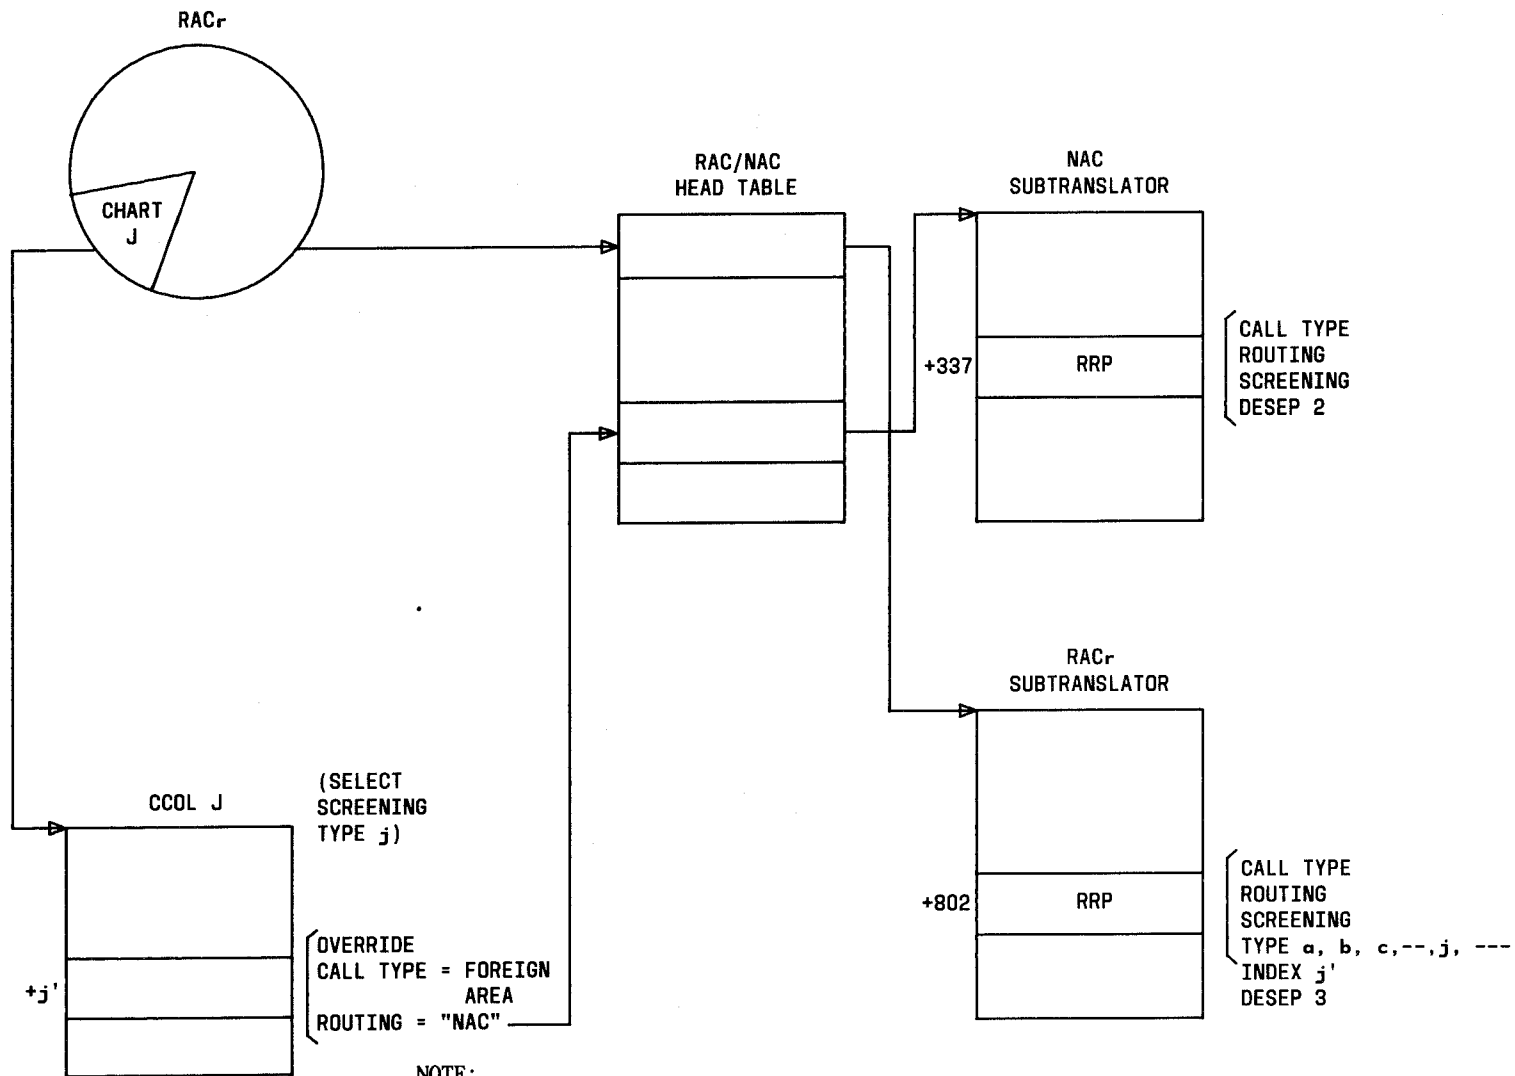 RACr
CHART
J
RAC/NAC
HEAD TABLE
NAC
SUBTRANSLATOR
+337
RRP
CALL TYPE
ROUTING
SCREENING
DESEP 2
RACr
SUBTRANSLATOR
+802
RRP
CALL TYPE
ROUTING
SCREENING
TYPE a, b, c,--,j, ---
INDEX j'
DESEP 3
CCOL J
(SELECT
SCREENING
TYPE j)
+j'
OVERRIDE
CALL TYPE = FOREIGN
AREA
ROUTING = "NAC"
NOTE: